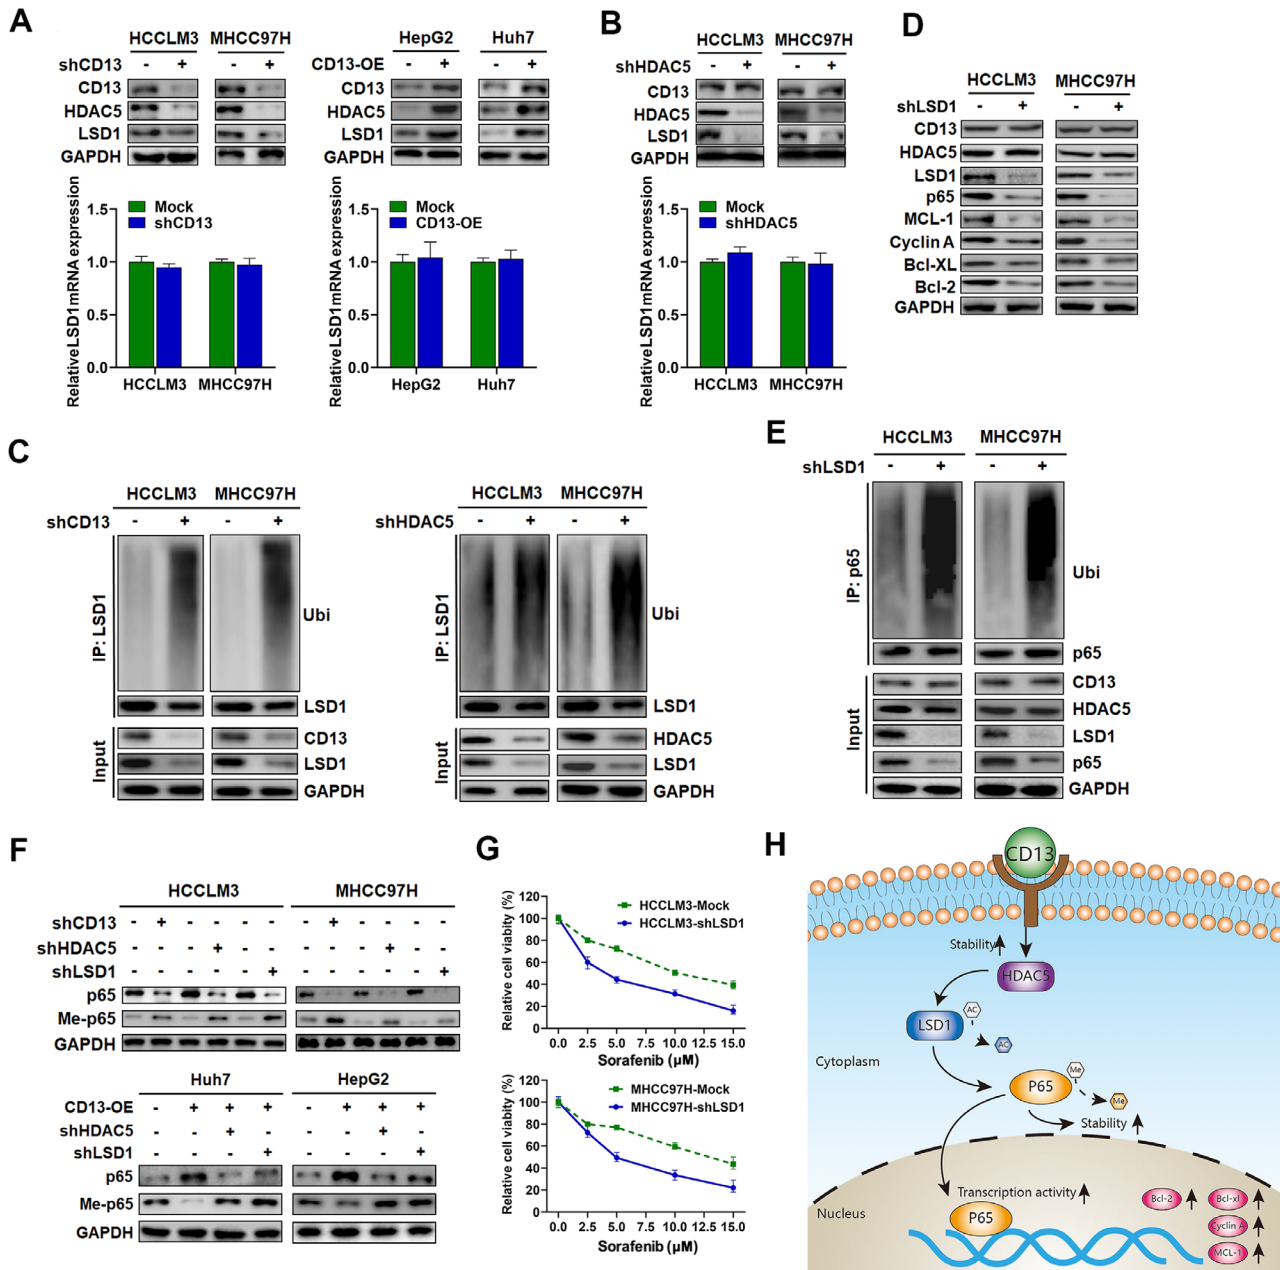 A
HCCLM3 MHCC97H
shCD13 - + - +
CD13
HDAC5
LSD1
GAPDH
HepG2 Huh7
CD13-OE - + - +
CD13
HDAC5
LSD1
GAPDH
Relative LSD1 mRNA expression
1.5
1.0
0.5
0.0
Mock
shCD13
HCCLM3 MHCC97H
Relative LSD1 mRNA expression
1.5
1.0
0.5
0.0
Mock
CD13-OE
HepG2 Huh7
B
HCCLM3 MHCC97H
shHDAC5 - + - +
CD13
HDAC5
LSD1
GAPDH
Relative LSD1 mRNA expression
1.5
1.0
0.5
0.0
Mock
shHDAC5
HCCLM3 MHCC97H
D
HCCLM3 MHCC97H
shLSD1 - + - +
CD13
HDAC5
LSD1
p65
MCL-1
Cyclin A
Bcl-XL
Bcl-2
GAPDH
C
HCCLM3 MHCC97H
shCD13 - + - +
IP: LSD1
Ubi
LSD1
Input
CD13
LSD1
GAPDH
HCCLM3 MHCC97H
shHDAC5 - + - +
IP: LSD1
Ubi
LSD1
Input
HDAC5
LSD1
GAPDH
E
HCCLM3 MHCC97H
shLSD1 - + - +
IP: p65
Ubi
p65
Input
CD13
HDAC5
LSD1
p65
GAPDH
F
HCCLM3 MHCC97H
shCD13 - + - - - - - + - - - -
shHDAC5 - - - + - - - - - + - -
shLSD1 - - - - - + - - - - - +
p65
Me-p65
GAPDH
Huh7 HepG2
CD13-OE - + + + - + + +
shHDAC5 - - + - - - + -
shLSD1 - - - + - - - +
p65
Me-p65
GAPDH
G
Relative cell viability (%)
120
100
80
60
40
20
0
HCCLM3-Mock
HCCLM3-shLSD1
0.0 2.5 5.0 10.0 15.0
Sorafenib (μM)
Relative cell viabity (%)
120
100
80
60
40
20
0
MHCC97H-Mock
MHCC97H-shLSD1
0.0 2.5 5.0 10.0 15.0
Sorafenib (μM)
H
CD13
Stability
HDAC5
LSD1
AC
AC
Cytoplasm
P65
Me
Me
Stability
Nucleus
Transcription activity
P65
Bcl-2
Bcl-xl
Cyclin A
MCL-1